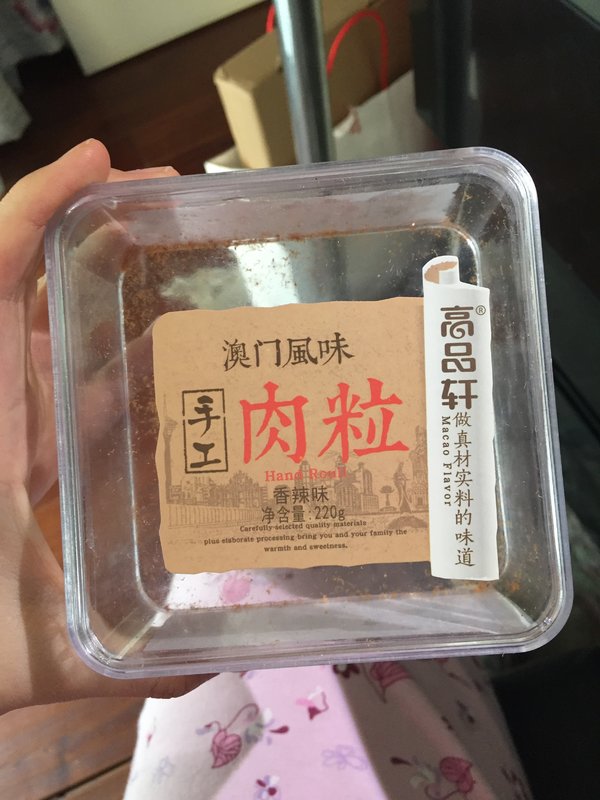 澳门風味
手工
肉粒
香辣味
净含量:220g
Carefully selected quality materials
plus elaborate processing bring you and your family the
warmth and sweetness.
高品轩®
Macao Flavor
做真材实料的味道